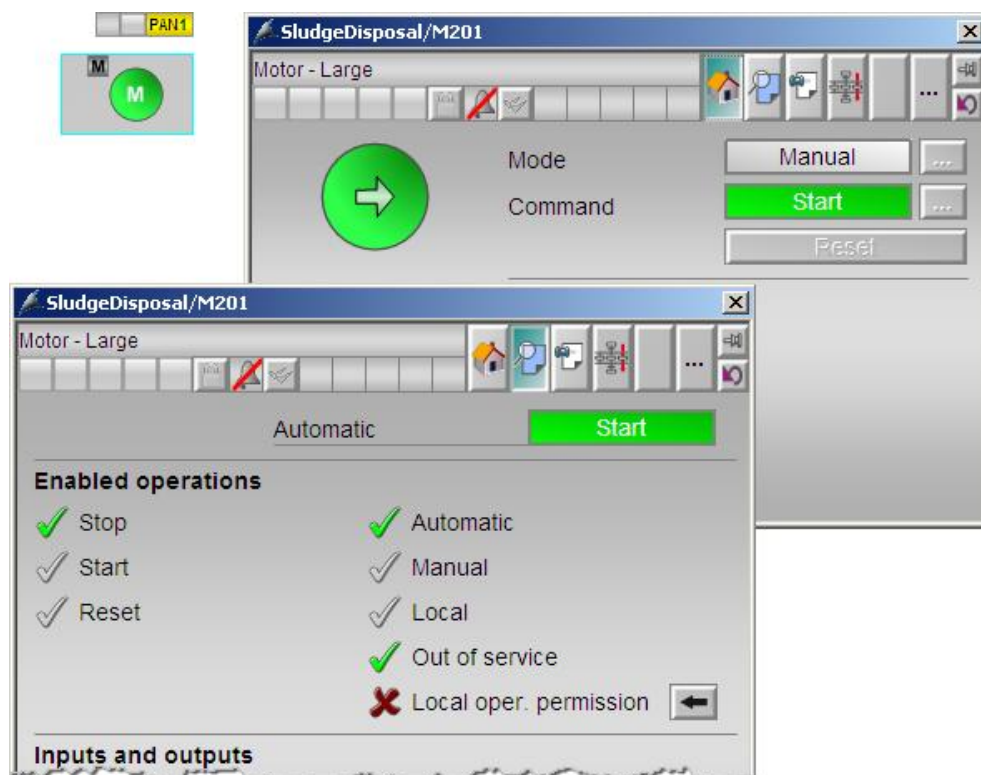 PAN1
M
M
SludgeDisposal/M201
Motor - Large
...
Mode
Manual
...
Command
Start
...
Reset
SludgeDisposal/M201
Motor - Large
...
Automatic
Start
Enabled operations
Stop
Automatic
Start
Manual
Reset
Local
Out of service
Local oper. permission
Inputs and outputs